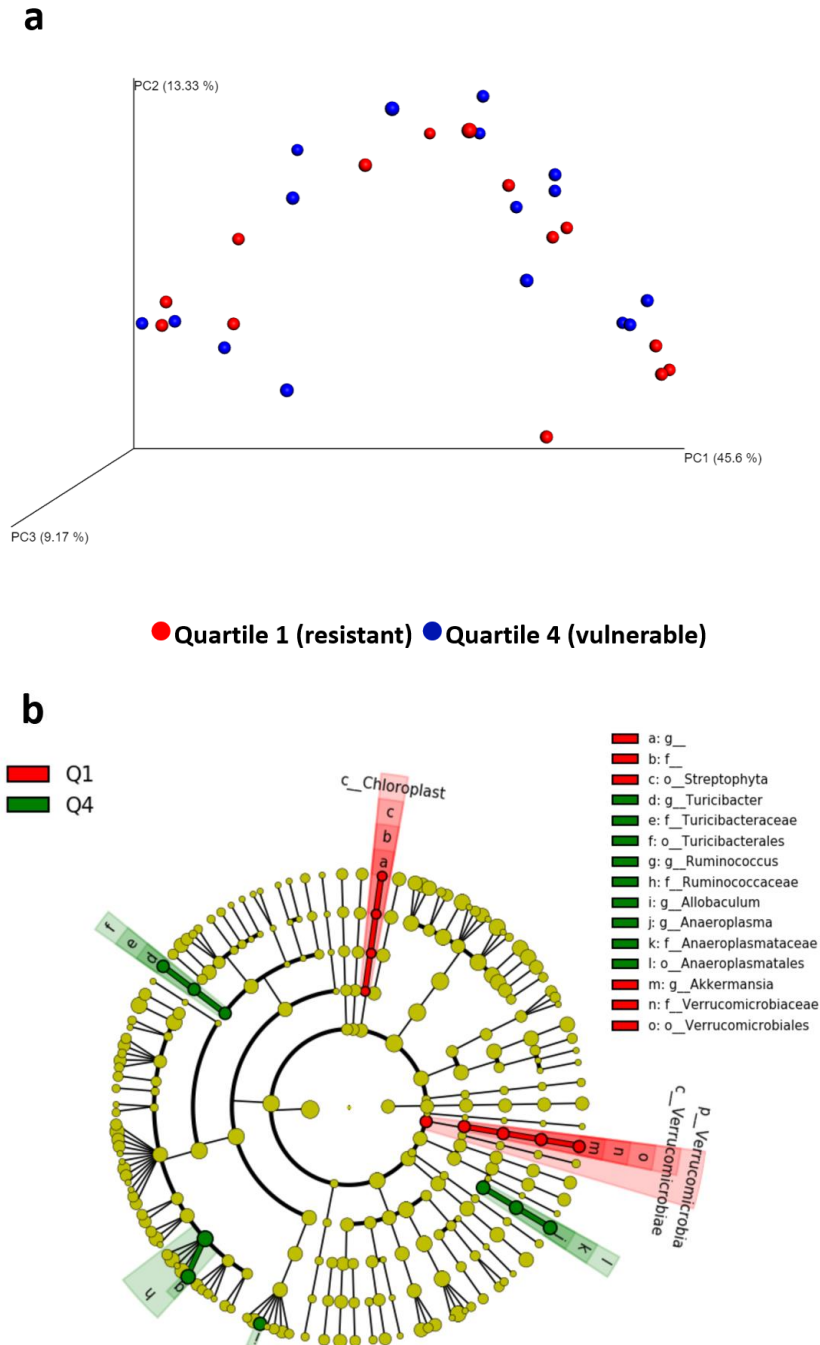 a
PC2 (13.33 %)
PC1 (45.6 %)
PC3 (9.17 %)
Quartile 1 (resistant) Quartile 4 (vulnerable)
b
Q1
Q4
c__Chloroplast
c
b
a
f
e
d
a: g__
b: f__
c: o__Streptophyta
d: g__Turicibacter
e: f__Turicibacteraceae
f: o__Turicibacterales
g: g__Ruminococcus
h: f__Ruminococcaceae
i: g__Allobaculum
j: g__Anaeroplasma
k: f__Anaeroplasmataceae
l: o__Anaeroplasmatales
m: g__Akkermansia
n: f__Verrucomicrobiaceae
o: o__Verrucomicrobiales
m
n
o
p__Verrucomicrobia
c__Verrucomicrobiae
j
k
l
h
g